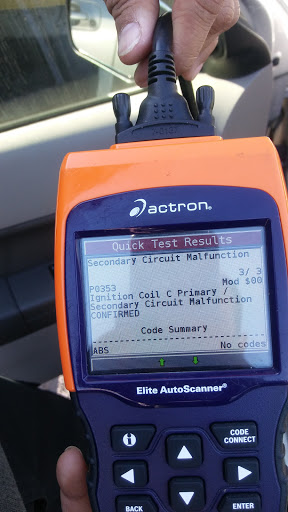 actron®
Quick Test Results
Secondary Circuit Malfunction
3/ 3
P0353 Mod $00
Ignition Coil C Primary /
Secondary Circuit Malfunction
CONFIRMED
Code Summary
ABS No codes
Elite AutoScanner®
CODE
CONNECT
BACK
ENTER